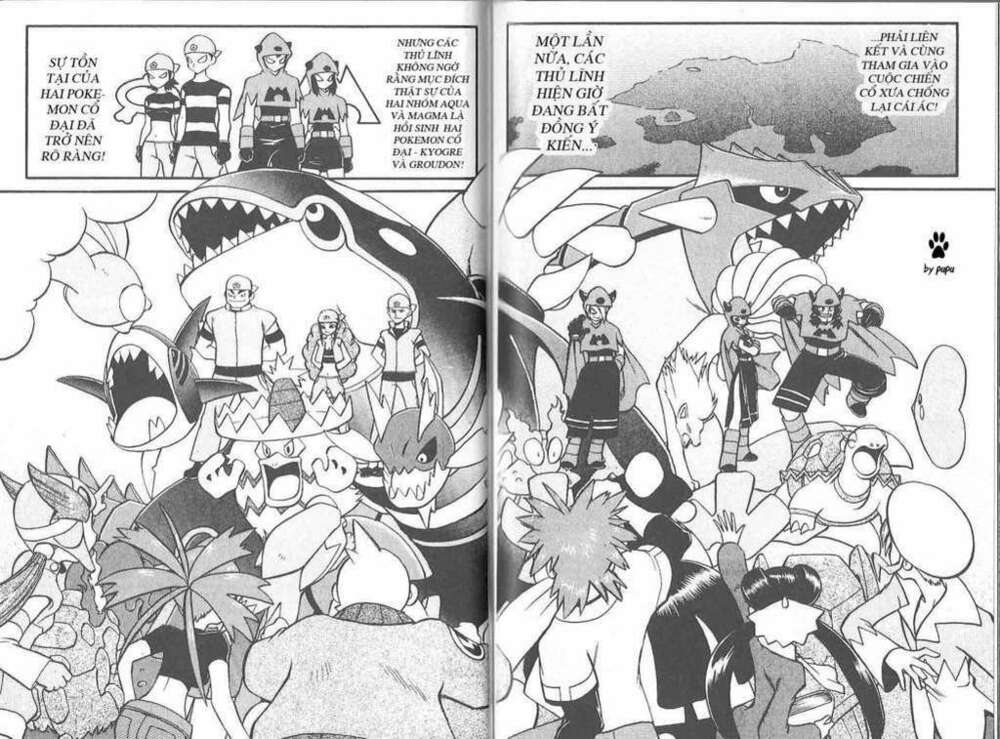 SỰ TỒN
TẠI CỦA
HAI POKE-
MON CỔ
ĐẠI ĐÃ
TRỞ NÊN
RÕ RÀNG!
NHƯNG CÁC
THỦ LĨNH
KHÔNG NGỜ
RẰNG MỤC ĐÍCH
THẬT SỰ CỦA
HAI NHÓM AQUA
VÀ MAGMA LÀ
HỒI SINH HAI
POKEMON CỔ
ĐẠI - KYOGRE
VÀ GROUDON!
MỘT LẦN
NỮA, CÁC
THỦ LĨNH
HIỆN GIỜ
ĐANG BẤT
ĐỒNG Ý
KIẾN...
...PHẢI LIÊN
KẾT VÀ CÙNG
THAM GIA VÀO
CUỘC CHIẾN
CỔ XƯA CHỐNG
LẠI CÁI ÁC!
by pupu